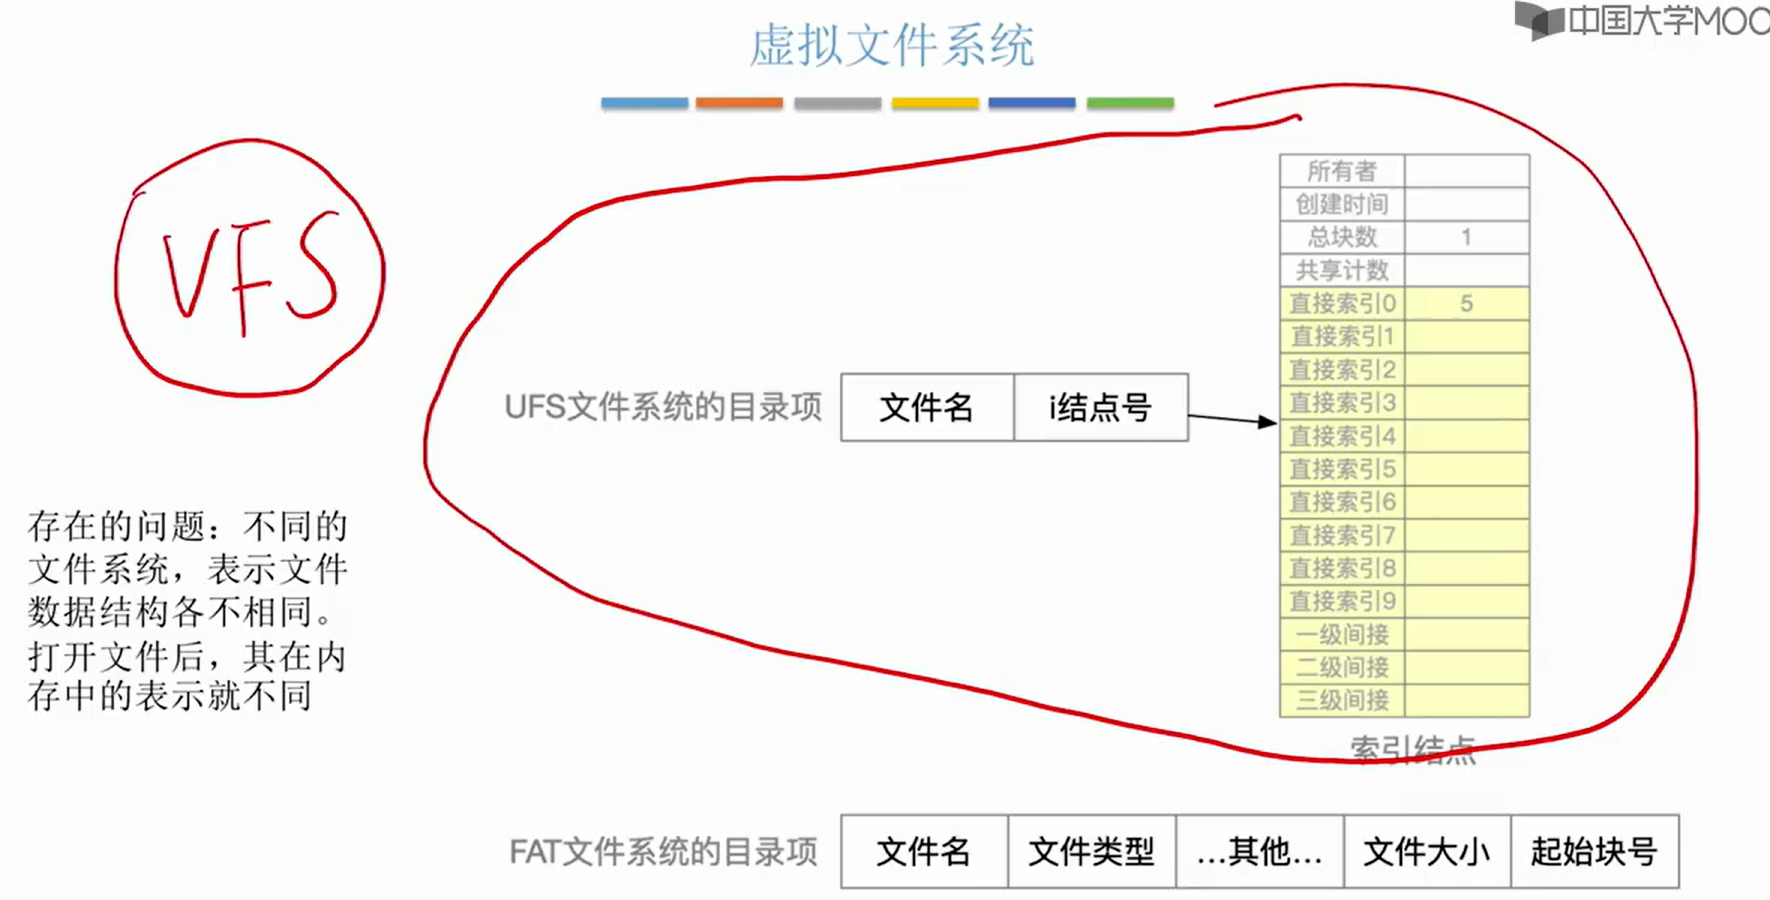 中国大学MOO
虚拟文件系统
VFS
所有者
创建时间
总块数 1
共享计数
直接索引0 5
直接索引1
直接索引2
直接索引3
直接索引4
直接索引5
直接索引6
直接索引7
直接索引8
直接索引9
一级间接
二级间接
三级间接
索引结点
UFS文件系统的目录项 文件名 i结点号
存在的问题：不同的
文件系统，表示文件
数据结构各不相同。
打开文件后，其在内
存中的表示就不同
FAT文件系统的目录项 文件名 文件类型 ...其他... 文件大小 起始块号